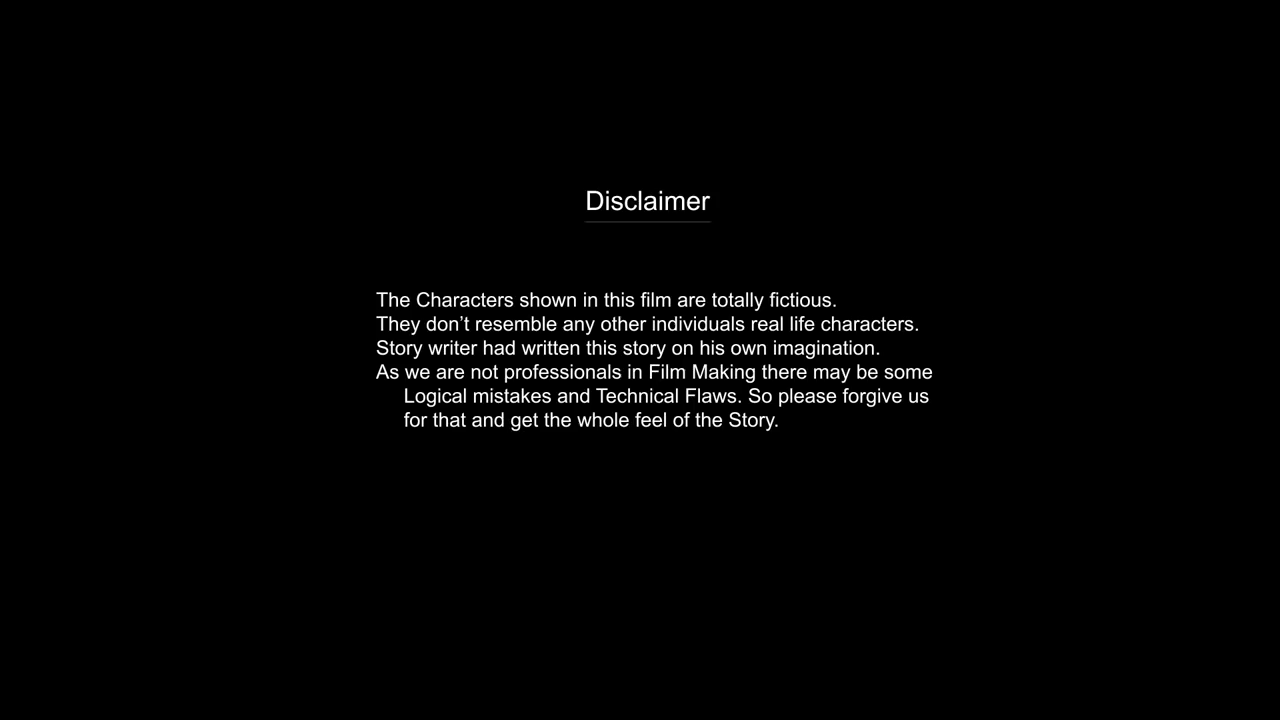 Disclaimer
The Characters shown in this film are totally fictious.
They don’t resemble any other individuals real life characters.
Story writer had written this story on his own imagination.
As we are not professionals in Film Making there may be some
Logical mistakes and Technical Flaws. So please forgive us
for that and get the whole feel of the Story.